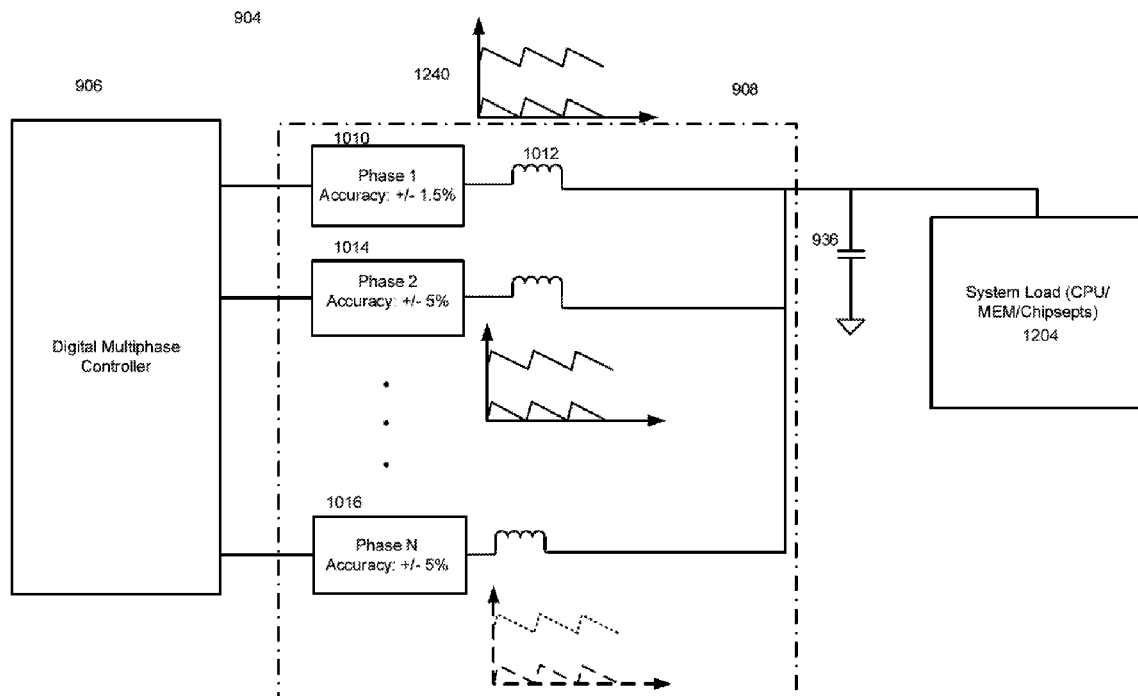 904
906
1240
908
1010
Phase 1
Accuracy: +/- 1.5%
1012
1014
Phase 2
Accuracy: +/- 5%
936
System Load (CPU/
MEM/Chipsepts)
1204
Digital Multiphase
Controller
1016
Phase N
Accuracy: +/- 5%